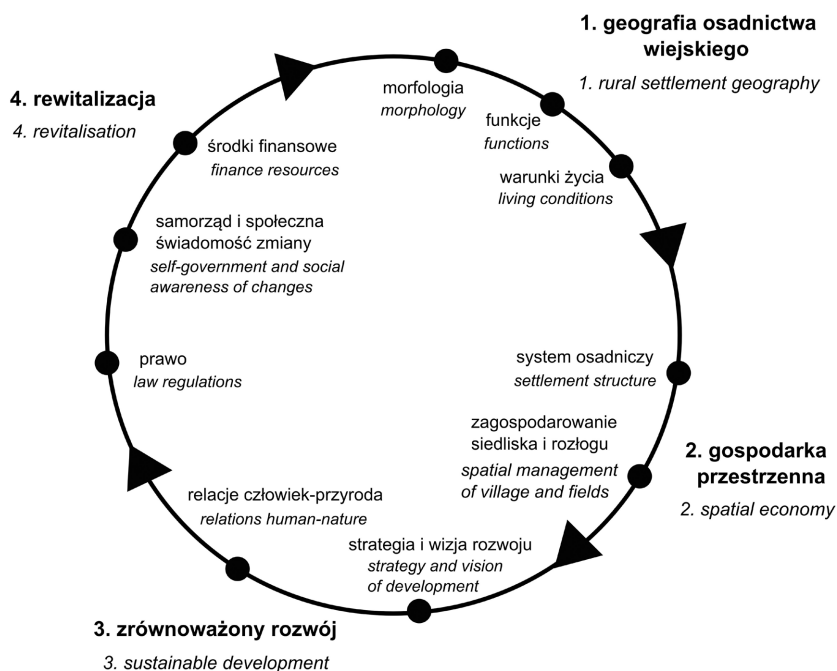 1. geografia osadnictwa
wiejskiego
1. rural settlement geography
morfologia
morphology
funkcje
functions
warunki życia
living conditions
system osadniczy
settlement structure
zagospodarowanie
siedliska i rozłogu
spatial management
of village and fields
2. gospodarka
przestrzenna
2. spatial economy
strategia i wizja rozwoju
strategy and vision
of development
relacje człowiek-przyroda
relations human-nature
3. zrównoważony rozwój
3. sustainable development
prawo
law regulations
samorząd i społeczna
świadomość zmiany
self-government and social
awareness of changes
środki finansowe
finance resources
4. rewitalizacja
4. revitalisation